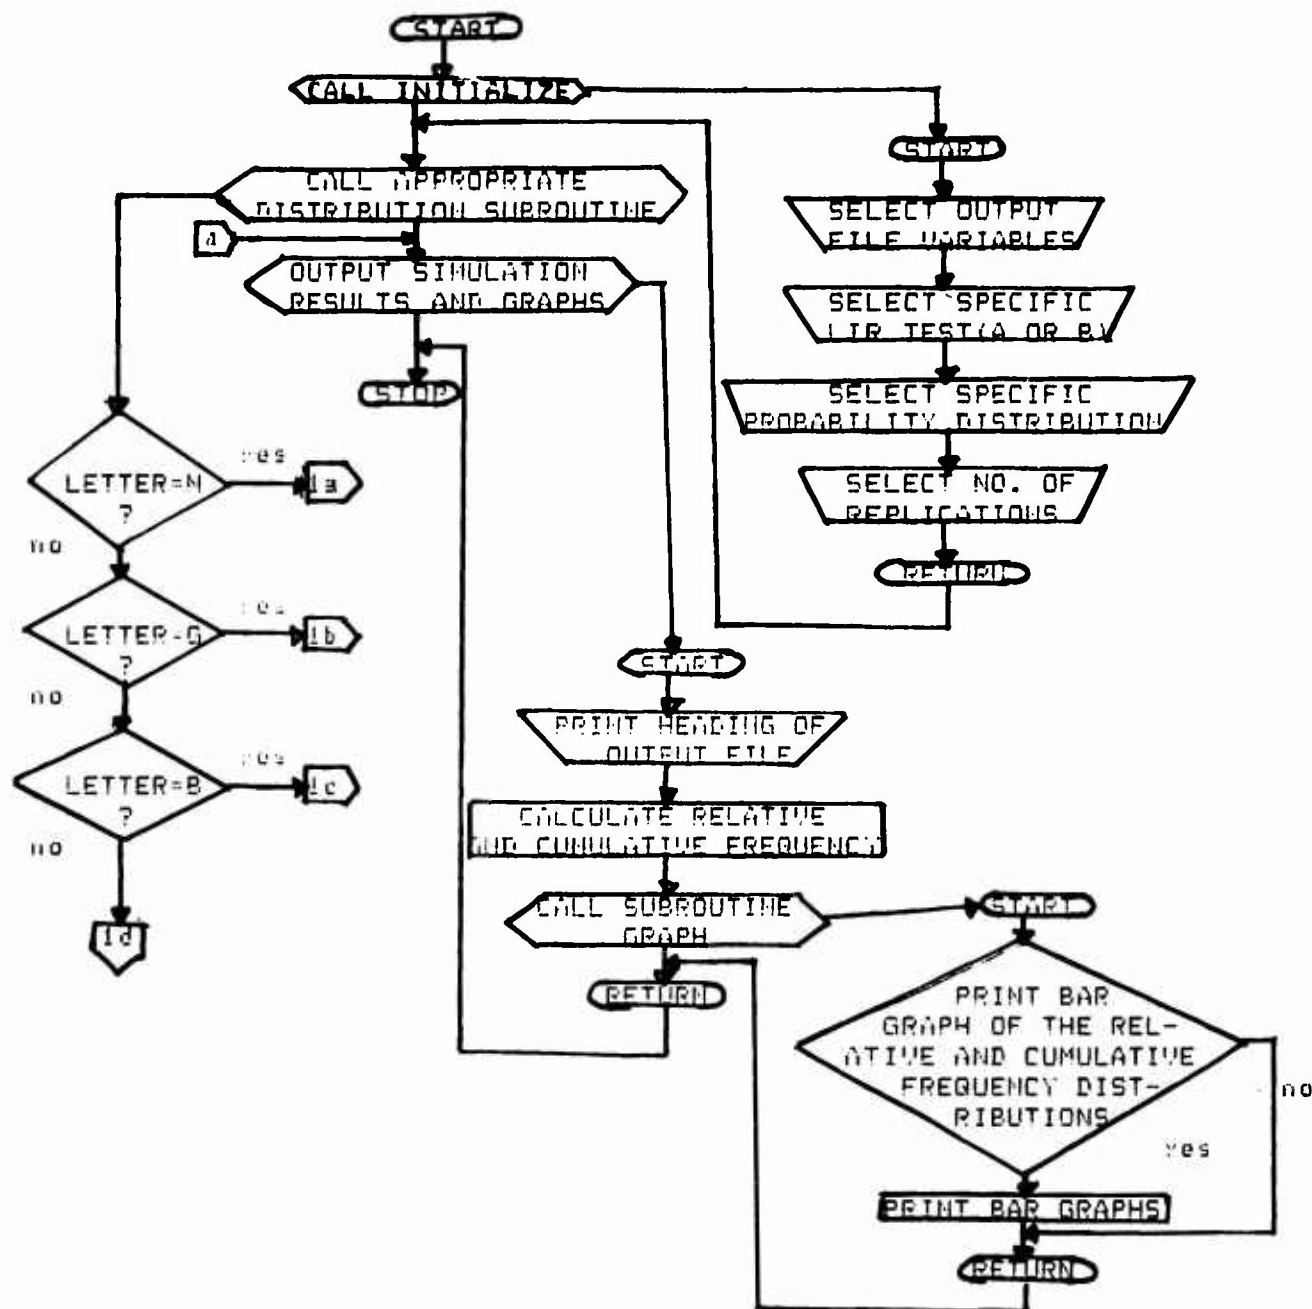 START
CALL INITIALIZE
CALL APPROPRIATE
DISTRIBUTION SUBROUTINE
a
OUTPUT SIMULATION
RESULTS AND GRAPHS
STOP
START
SELECT OUTPUT
FILE VARIABLES
SELECT SPECIFIC
LIR TEST(A OR B)
SELECT SPECIFIC
PROBABILITY DISTRIBUTION
SELECT NO. OF
REPLICATIONS
RETURN
LETTER=N
?
yes
1a
no
LETTER=G
?
yes
1b
no
LETTER=B
?
yes
1c
no
1d
START
PRINT HEADING OF
OUTPUT FILE
CALCULATE RELATIVE
AND CUMULATIVE FREQUENCY
CALL SUBROUTINE
GRAPH
RETURN
START
PRINT BAR
GRAPH OF THE REL-
ATIVE AND CUMULATIVE
FREQUENCY DIST-
RIBUTIONS
no
yes
PRINT BAR GRAPHS
RETURN